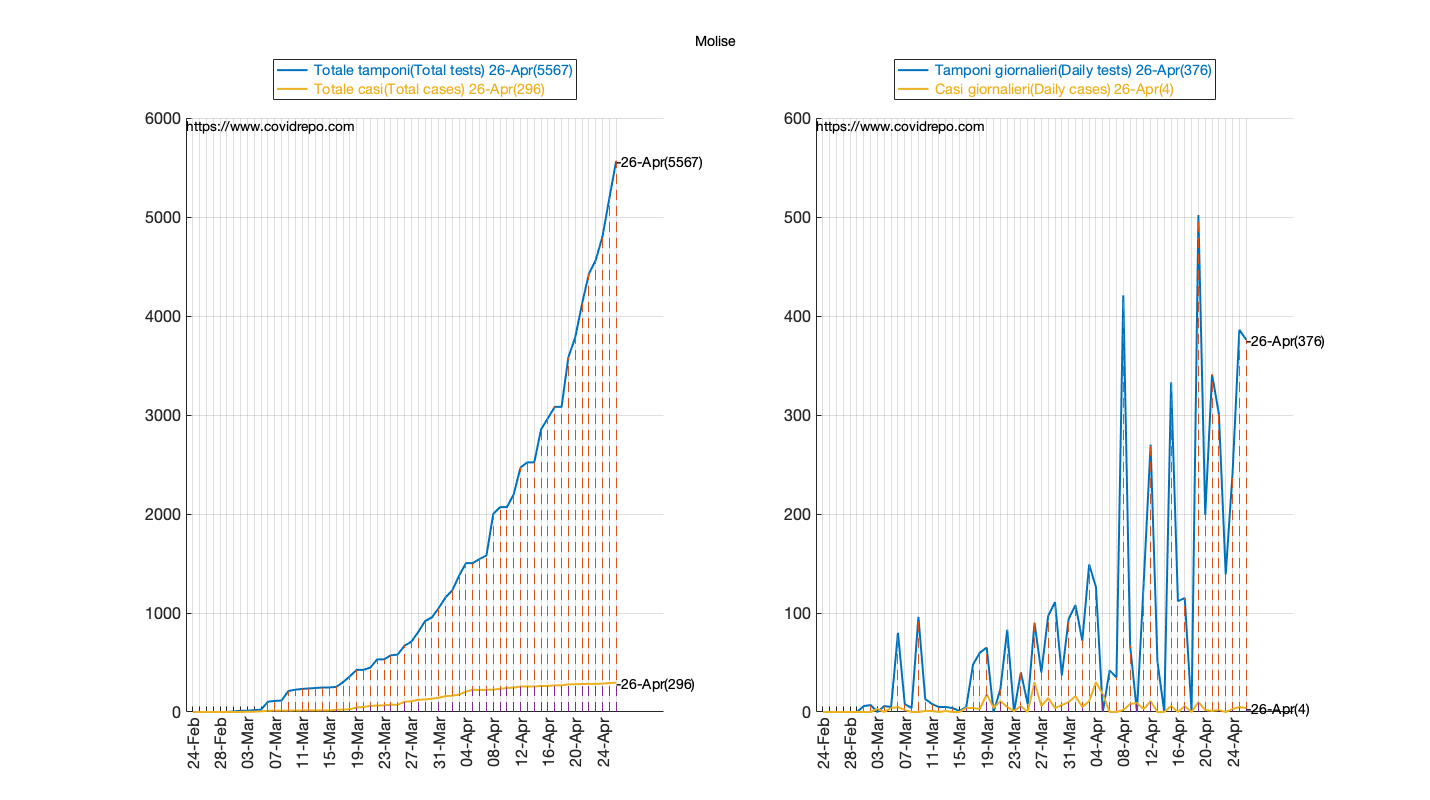 Molise
Totale tamponi(Total tests) 26-Apr(5567)
Totale casi(Total cases) 26-Apr(296)
https://www.covidrepo.com
6000
5000
4000
3000
2000
1000
0
-26-Apr(5567)
-26-Apr(296)
24-Feb
28-Feb
03-Mar
07-Mar
11-Mar
15-Mar
19-Mar
23-Mar
27-Mar
31-Mar
04-Apr
08-Apr
12-Apr
16-Apr
20-Apr
24-Apr
Tamponi giornalieri(Daily tests) 26-Apr(376)
Casi giornalieri(Daily cases) 26-Apr(4)
https://www.covidrepo.com
600
500
400
300
200
100
0
-26-Apr(376)
-26-Apr(4)
24-Feb
28-Feb
03-Mar
07-Mar
11-Mar
15-Mar
19-Mar
23-Mar
27-Mar
31-Mar
04-Apr
08-Apr
12-Apr
16-Apr
20-Apr
24-Apr